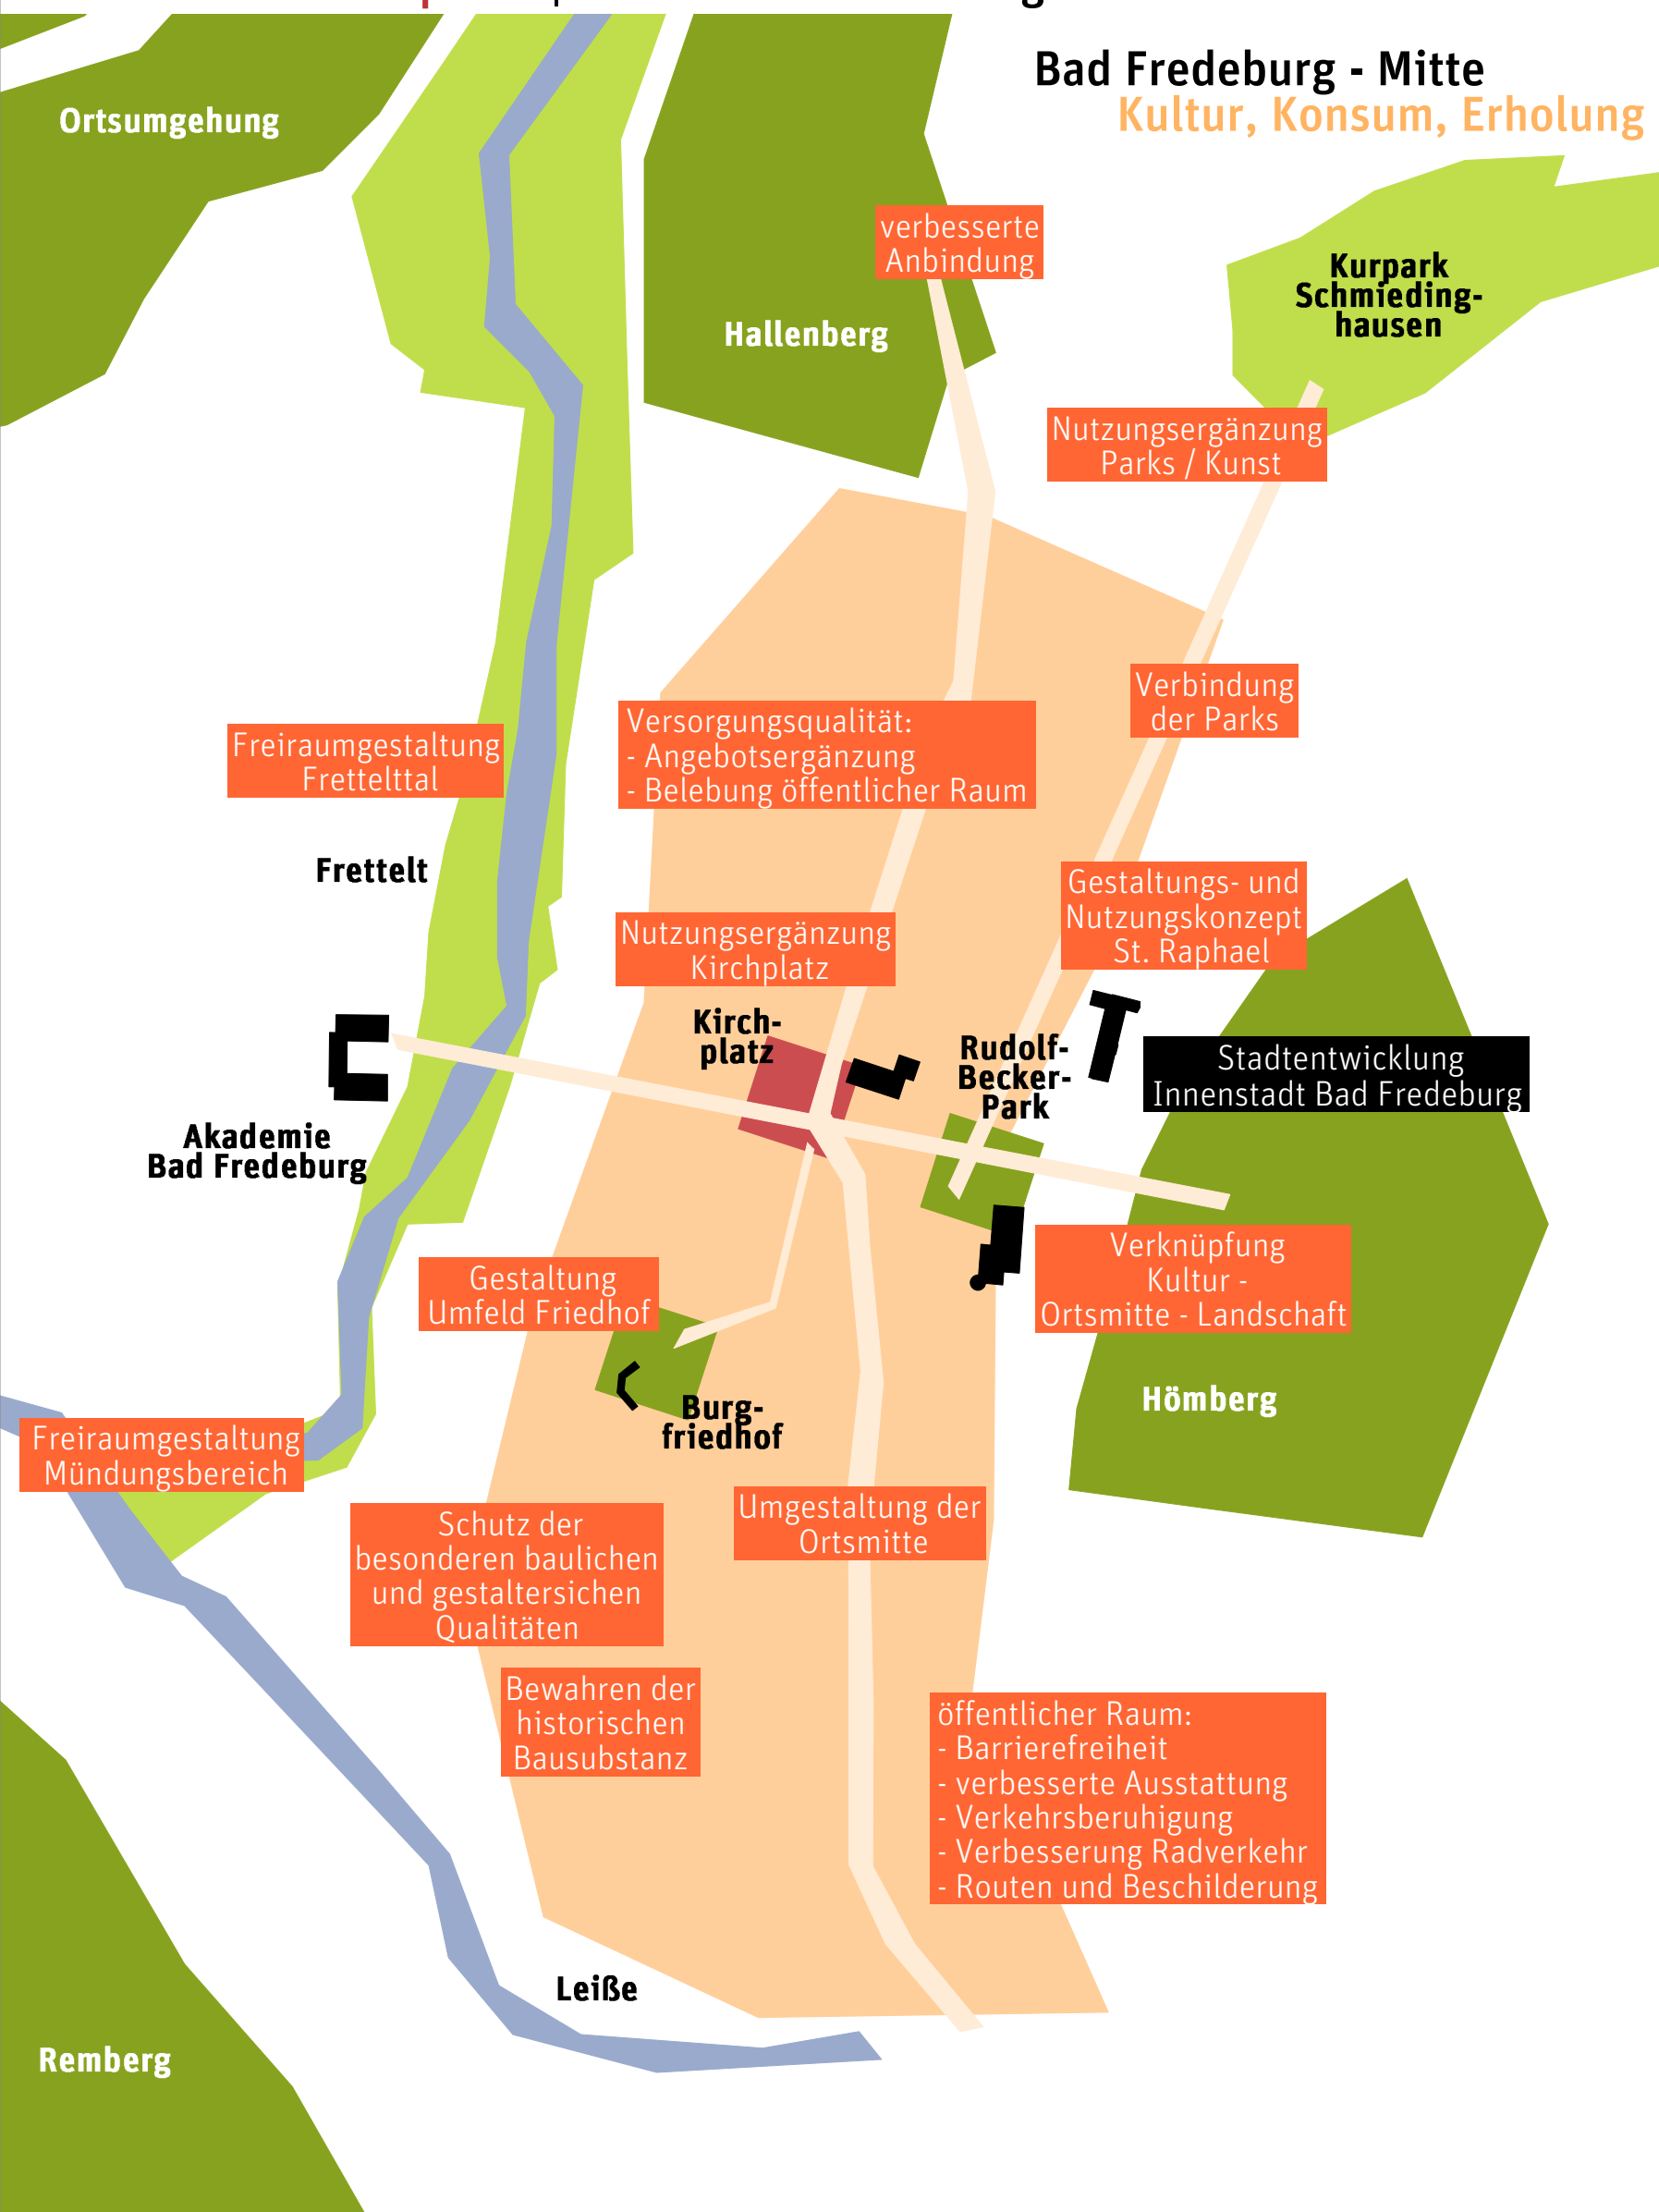 Bad Fredeburg - Mitte
Kultur, Konsum, Erholung
Ortsumgehung
verbesserte
Anbindung
Kurpark
Schmieding-
hausen
Hallenberg
Nutzungsergänzung
Parks / Kunst
Verbindung
der Parks
Versorgungsqualität:
- Angebotsergänzung
- Belebung öffentlicher Raum
Freiraumgestaltung
Frettelttal
Frettelt
Gestaltungs- und
Nutzungskonzept
St. Raphael
Nutzungsergänzung
Kirchplatz
Kirch-
platz
Rudolf-
Becker-
Park
Stadtentwicklung
Innenstadt Bad Fredeburg
Akademie
Bad Fredeburg
Verknüpfung
Kultur -
Ortsmitte - Landschaft
Gestaltung
Umfeld Friedhof
Hömberg
Burg-
friedhof
Freiraumgestaltung
Mündungsbereich
Umgestaltung der
Ortsmitte
Schutz der
besonderen baulichen
und gestaltersichen
Qualitäten
Bewahren der
historischen
Bausubstanz
öffentlicher Raum:
- Barrierefreiheit
- verbesserte Ausstattung
- Verkehrsberuhigung
- Verbesserung Radverkehr
- Routen und Beschilderung
Leiße
Remberg